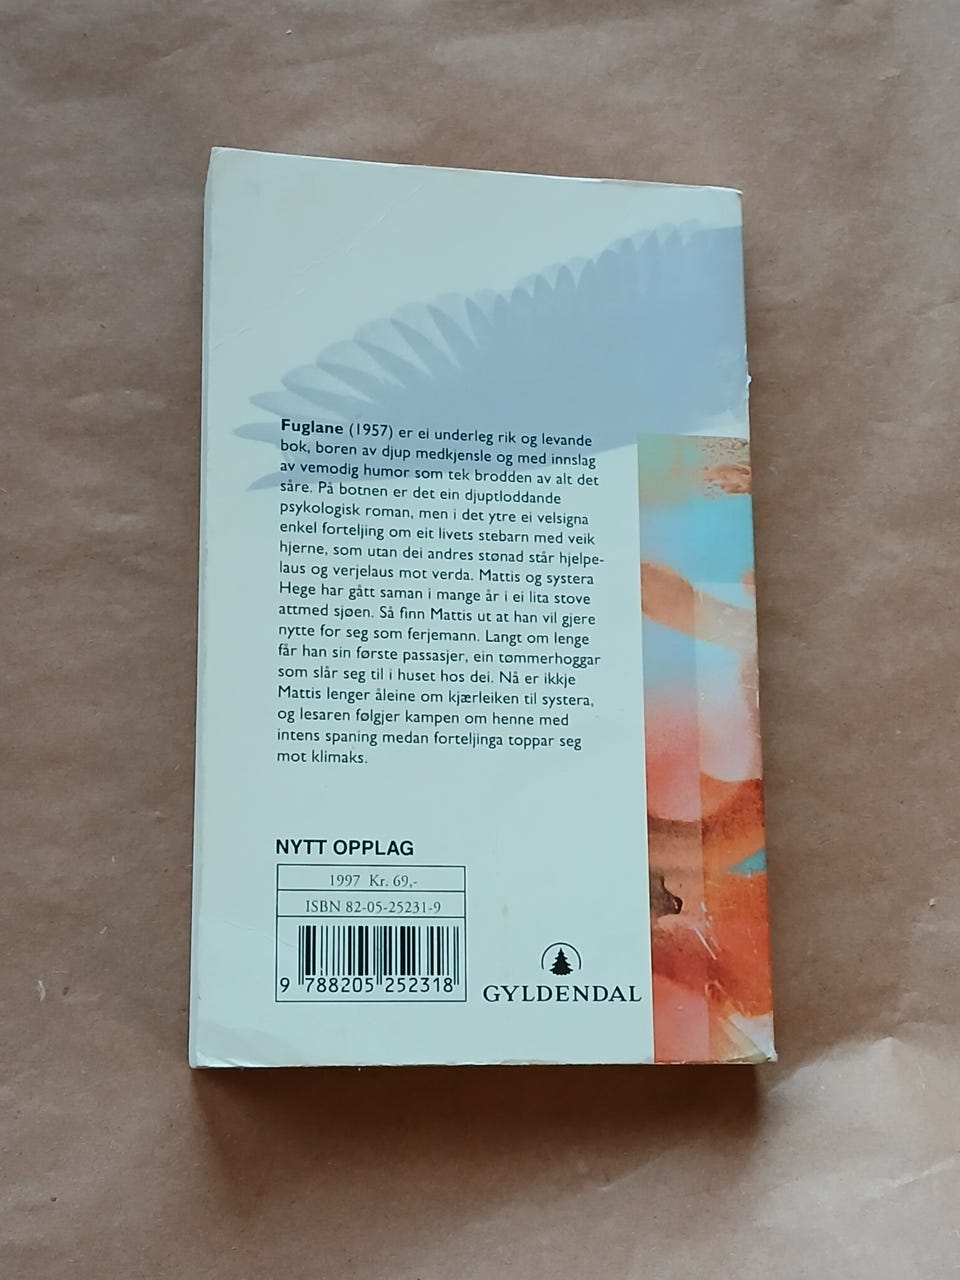 Fuglane (1957) er ei underleg rik og levande
bok, boren av djup medkjensle og med innslag
av vemodig humor som tek brodden av alt det
såre. På botnen er det ein djuptloddande
psykologisk roman, men i det ytre ei velsigna
enkel forteljing om eit livets stebarn med veik
hjerne, som utan dei andres stønad står hjelpe-
laus og verjelaus mot verda. Mattis og systera
Hege har gått saman i mange år i ei lita stove
attmed sjøen. Så finn Mattis ut at han vil gjere
nytte for seg som ferjemann. Langt om lenge
får han sin første passasjer, ein tømmerhoggar
som slår seg til i huset hos dei. Nå er ikkje
Mattis lenger åleine om kjærleiken til systera,
og lesaren følgjer kampen om henne med
intens spaning medan forteljinga toppar seg
mot klimaks.
NYTT OPPLAG
1997 Kr. 69,-
ISBN 82-05-25231-9
9 788205 252318
GYLDENDAL